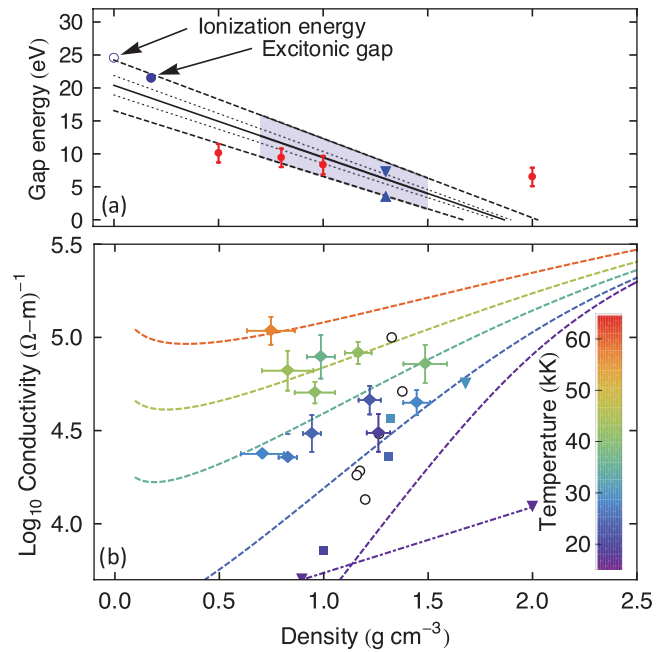 30
25
20
15
10
5
0
Gap energy (eV)
Ionization energy
Excitonic gap
(a)
5.5
5.0
4.5
4.0
Log₁₀ Conductivity (Ω−m)⁻¹
(b)
60
50
40
30
20
Temperature (kK)
0.0 0.5 1.0 1.5 2.0 2.5
Density (g cm⁻³)